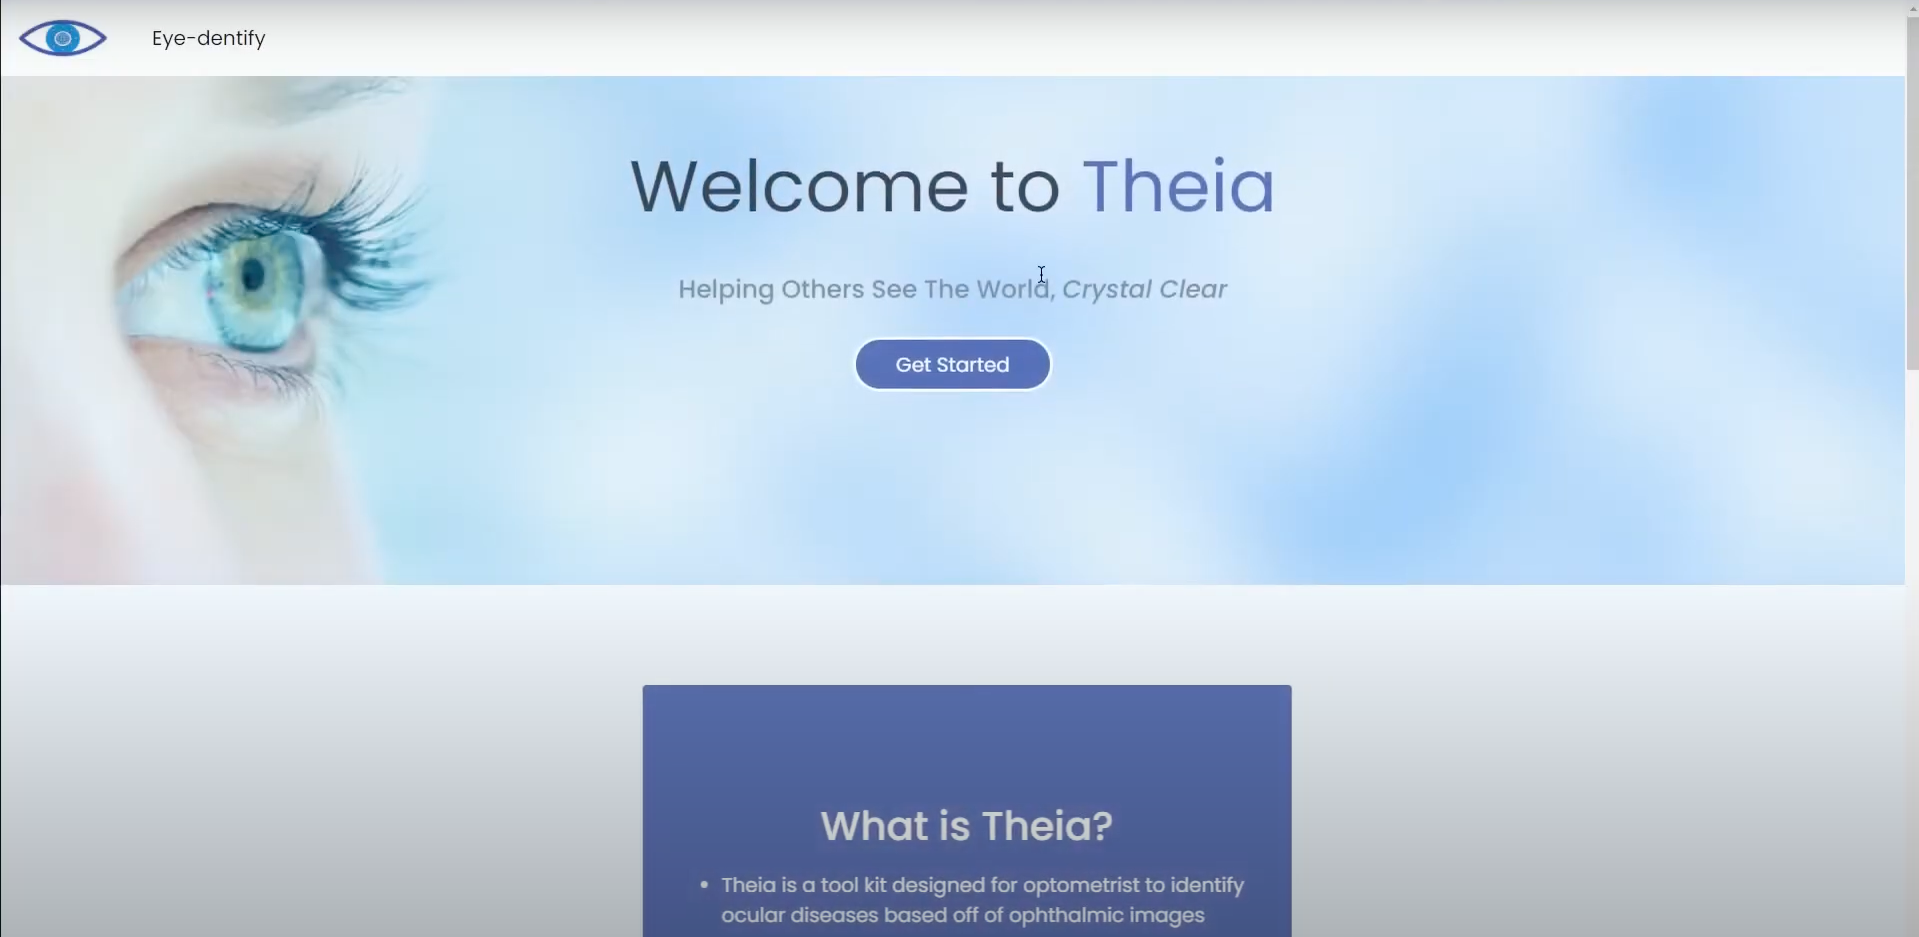 Eye-dentify
Welcome to Theia
Helping Others See The World, Crystal Clear
Get Started
What is Theia?
• Theia is a tool kit designed for optometrist to identify
ocular diseases based off of ophthalmic images